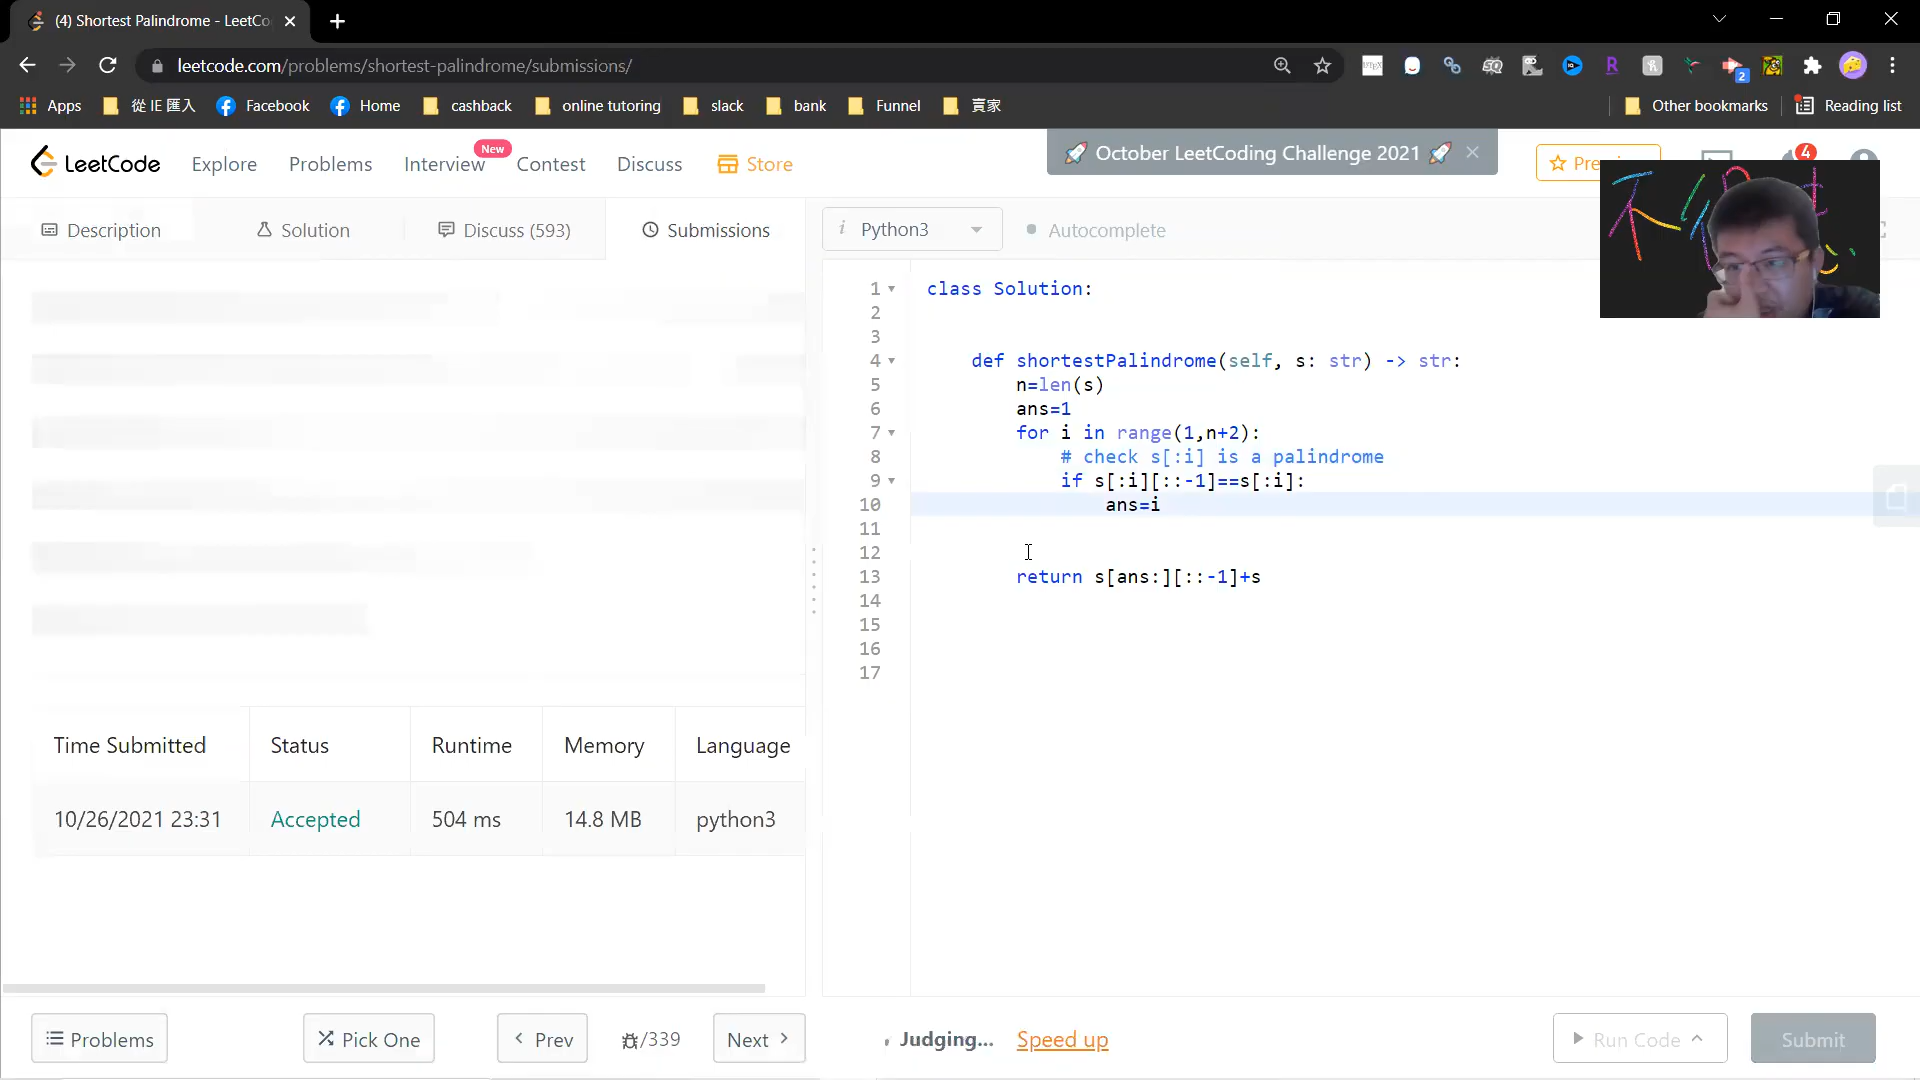 (4) Shortest Palindrome - LeetCo
leetcode.com/problems/shortest-palindrome/submissions/
Apps
從 IE 匯入
Facebook
Home
cashback
online tutoring
slack
bank
Funnel
賣家
Other bookmarks
Reading list
LeetCode
Explore
Problems
Interview
New
Contest
Discuss
Store
October LeetCoding Challenge 2021
Pre
4
2
Description
Solution
Discuss (593)
Submissions
i Python3
Autocomplete
1 class Solution:
2
3
4 def shortestPalindrome(self, s: str) -> str:
5 n=len(s)
6 ans=1
7 for i in range(1,n+2):
8 # check s[:i] is a palindrome
9 if s[:i][::-1]==s[:i]:
10 ans=i
11
12
13 return s[ans:][::-1]+s
14
15
16
17
Time Submitted Status Runtime Memory Language
10/26/2021 23:31 Accepted 504 ms 14.8 MB python3
Problems
Pick One
Prev
/339
Next
Judging...
Speed up
Run Code
Submit